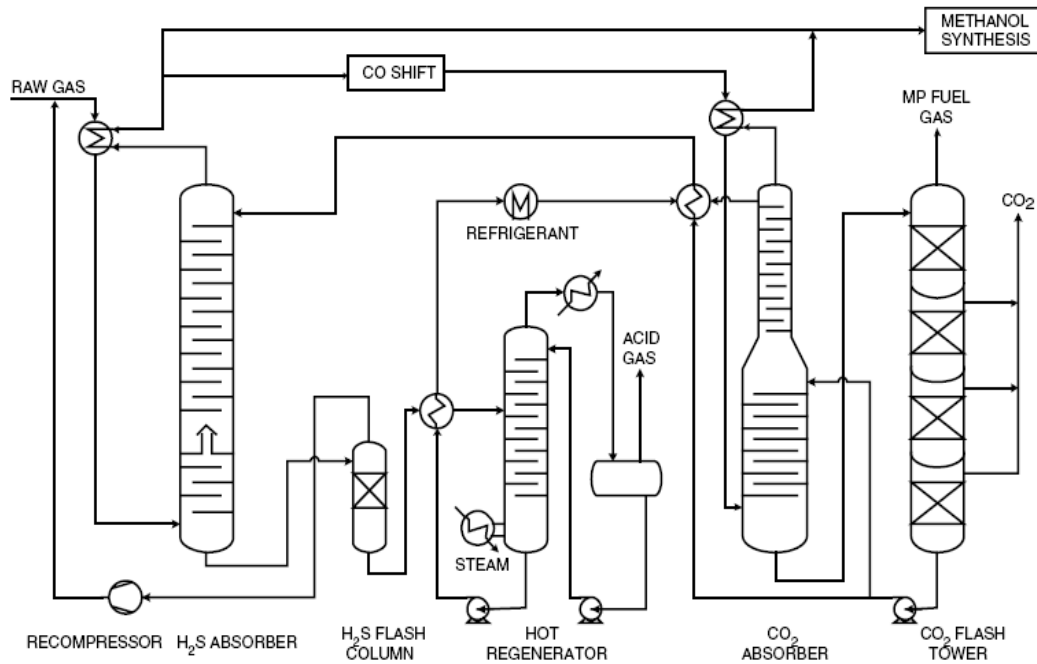 METHANOL
SYNTHESIS
CO SHIFT
RAW GAS
MP FUEL
GAS
CO2
REFRIGERANT
ACID
GAS
STEAM
RECOMPRESSOR
H2S ABSORBER
H2S FLASH
COLUMN
HOT
REGENERATOR
CO2
ABSORBER
CO2 FLASH
TOWER